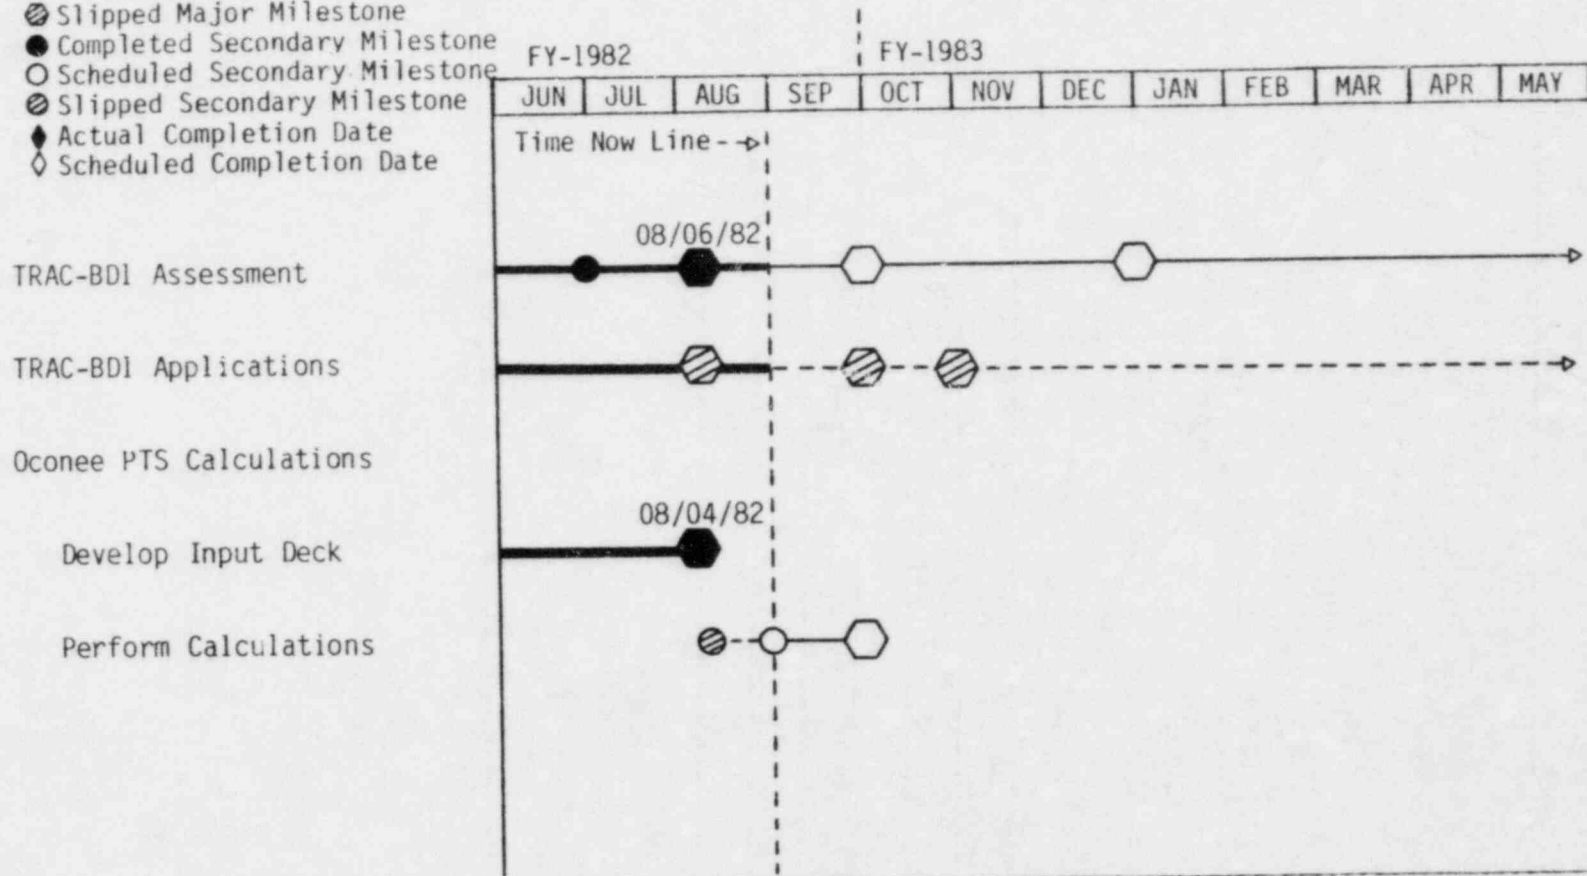 Slipped Major Milestone
Completed Secondary Milestone
Scheduled Secondary Milestone
Slipped Secondary Milestone
Actual Completion Date
Scheduled Completion Date
FY-1982 FY-1983
JUN JUL AUG SEP OCT NOV DEC JAN FEB MAR APR MAY
Time Now Line
08/06/82
TRAC-BD1 Assessment
TRAC-BD1 Applications
Oconee PTS Calculations
08/04/82
Develop Input Deck
Perform Calculations